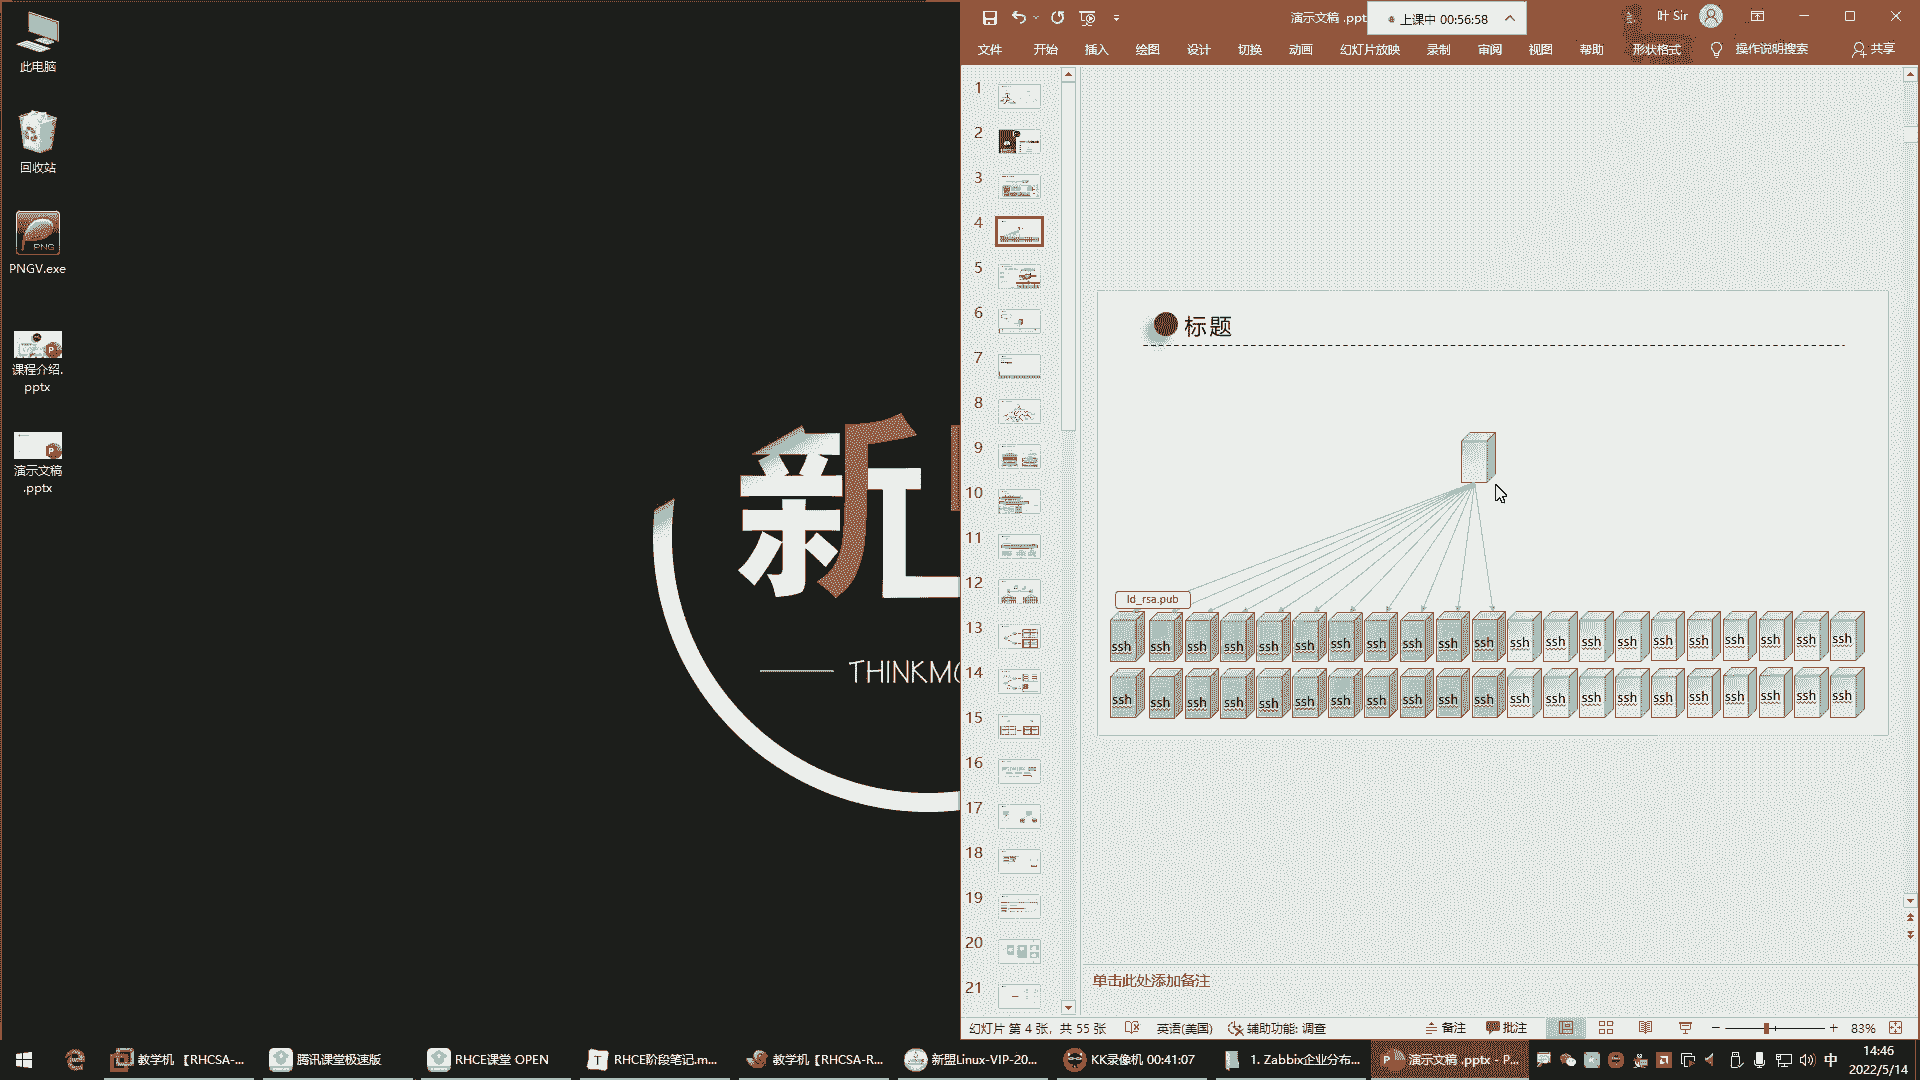 此电脑
回收站
PNG
PNGV.exe
课程介绍.
pptx
演示文稿
.pptx
新
THINKMO
演示文稿 .ppt
上课中 00:56:58
叶 Sir
文件 开始 插入 绘图 设计 切换 动画 幻灯片放映 录制 审阅 视图 帮助 形状格式 操作说明搜索 共享
1
2
3
4
5
6
7
8
9
10
11
12
13
14
15
16
17
18
19
20
21
标题
Id_rsa.pub
ssh ssh ssh ssh ssh ssh ssh ssh ssh ssh ssh ssh ssh ssh ssh ssh ssh ssh ssh ssh ssh
ssh ssh ssh ssh ssh ssh ssh ssh ssh ssh ssh ssh ssh ssh ssh ssh ssh ssh ssh ssh ssh
单击此处添加备注
幻灯片 第 4 张，共 55 张 英语(美国) 辅助功能: 调查 备注 批注 83%
教学机 【RHCSA-... 腾讯课堂极速版 RHCE课堂 OPEN RHCE阶段笔记.m... 教学机【RHCSA-R... 新盟Linux-VIP-20... KK录像机 00:41:07 1. Zabbix企业分布... 演示文稿 .pptx - P... 中
14:46
2022/5/14